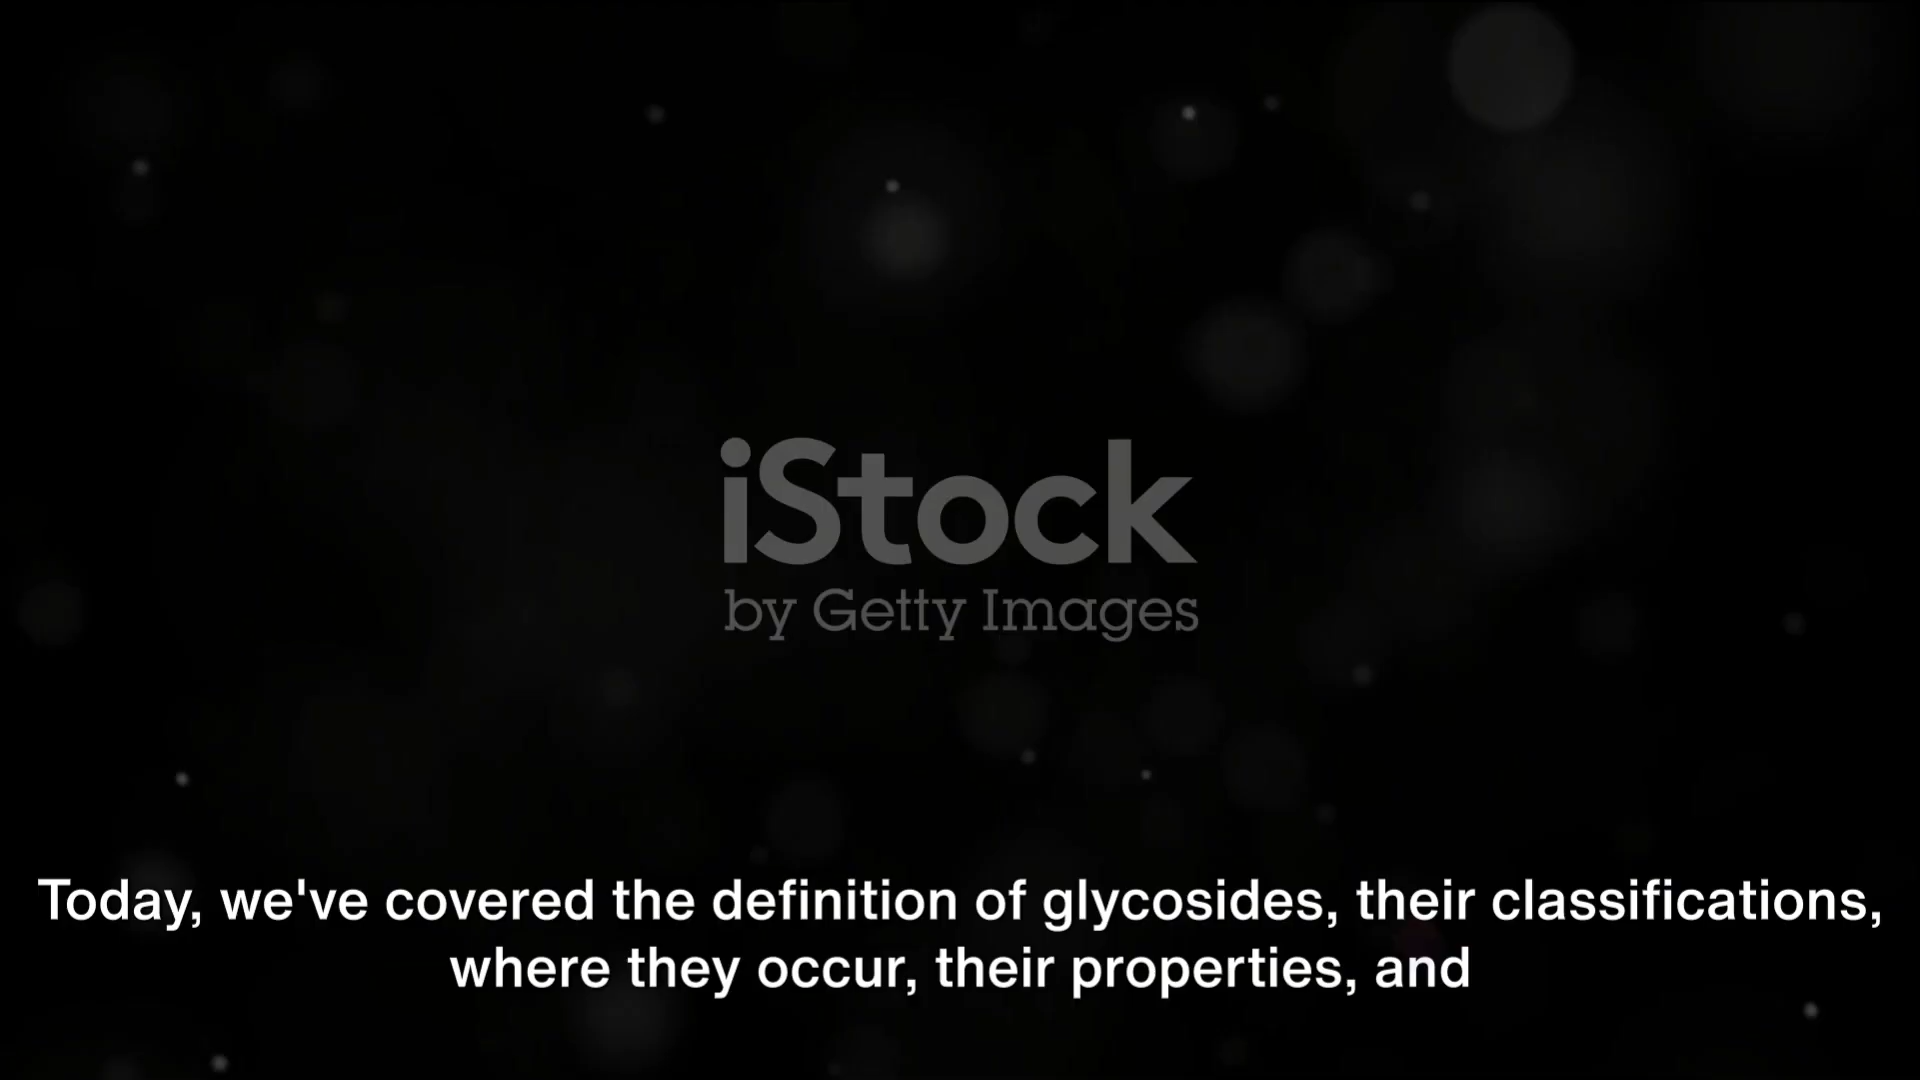 iStock
by Getty Images
Today, we've covered the definition of glycosides, their classifications,
where they occur, their properties, and